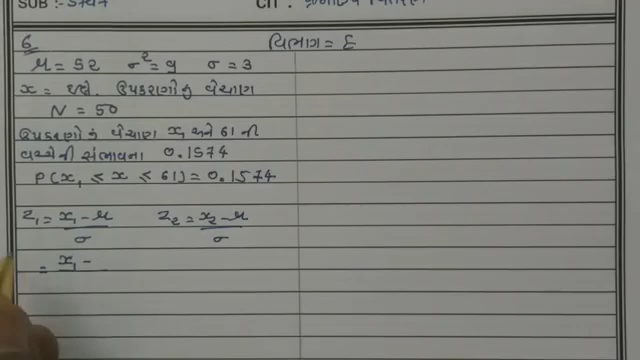 SUB :- 
CH :
6
વિભાગ = E
μ = 52 σ² = 9 σ = 3
x = ઉપકરણોનું વેચાણ
N = 50
ઉપકરણોનું વેચાણ x₁ અને 61 ની
વચ્ચેની સંભાવના 0.1574
P(x₁ ≤ x ≤ 61) = 0.1574
z₁ = x₁ - μ / σ z₂ = x₂ - μ / σ
= x₁ -